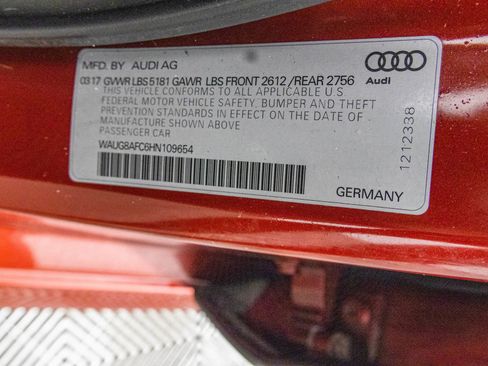 MFD. BY AUDI AG
03 17 GVWR LBS 5181 GAWR LBS FRONT 2612 /REAR 2756
THIS VEHICLE CONFORMS TO ALL APPLICABLE U.S
FEDERAL MOTOR VEHICLE SAFETY, BUMPER AND THEFT
PREVENTION STANDARDS IN EFFECT ON THE DATE OF
MANUFACTURE SHOWN ABOVE
PASSENGER CAR
WAUG8AFC6HN109654
Audi
1212338
GERMANY